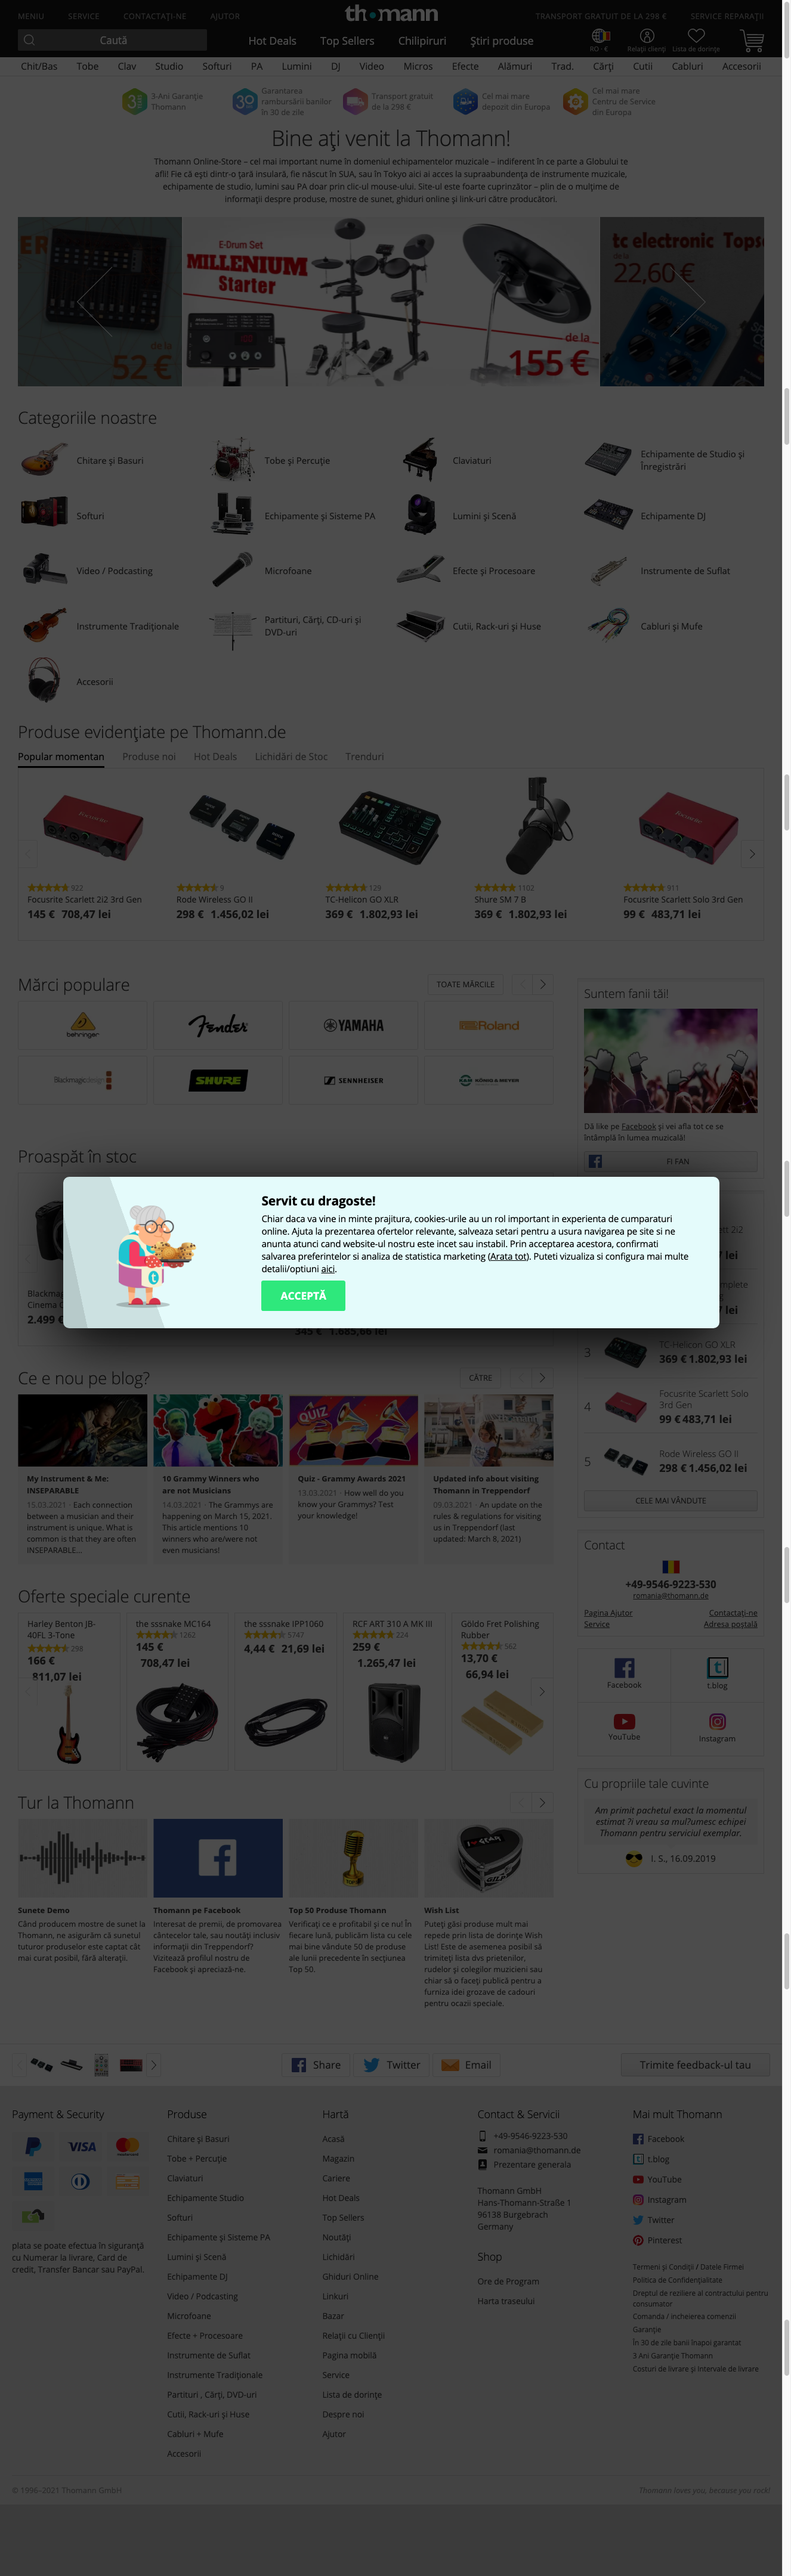 MENIU SERVICE CONTACTAȚI-NE AJUTOR
th•mann
TRANSPORT GRATUIT DE LA 298 € SERVICE REPARAȚII
Caută
Hot Deals Top Sellers Chilipiruri Știri produse
RO · € Relații clienți Lista de dorințe
Chit/Bas Tobe Clav Studio Softuri PA Lumini DJ Video Micros Efecte Alămuri Trad. Cărți Cutii Cabluri Accesorii
3-Ani Garanție
Thomann
Garantarea
rambursării banilor
în 30 de zile
Transport gratuit
de la 298 €
Cel mai mare
depozit din Europa
Cel mai mare
Centru de Service
din Europa
Bine ați venit la Thomann!
Thomann Online-Store – cel mai important nume în domeniul echipamentelor muzicale – indiferent în ce parte a Globului te
afli! Fie că ești dintr-o țară insulară, fie născut în SUA, sau în Tokyo aici ai acces la supraabundența de instrumente muzicale,
echipamente de studio, lumini sau PA doar prin clic-ul mouse-ului. Site-ul este foarte cuprinzător – plin de o mulțime de
informații despre produse, mostre de sunet, ghiduri online și link-uri către producători.
de la
52 €
E-Drum Set
MILLENIUM
Starter
de la
155 €
tc electronic
de la
22,60 €
Categoriile noastre
Chitare și Basuri
Tobe și Percuție
Claviaturi
Echipamente de Studio și
Înregistrări
Softuri
Echipamente și Sisteme PA
Lumini și Scenă
Echipamente DJ
Video / Podcasting
Microfoane
Efecte și Procesoare
Instrumente de Suflat
Instrumente Tradiționale
Partituri, Cărți, CD-uri și
DVD-uri
Cutii, Rack-uri și Huse
Cabluri și Mufe
Accesorii
Produse evidențiate pe Thomann.de
Popular momentan Produse noi Hot Deals Lichidări de Stoc Trenduri
922
Focusrite Scarlett 2i2 3rd Gen
145 € 708,47 lei
9
Rode Wireless GO II
298 € 1.456,02 lei
129
TC-Helicon GO XLR
369 € 1.802,93 lei
1102
Shure SM 7 B
369 € 1.802,93 lei
911
Focusrite Scarlett Solo 3rd Gen
99 € 483,71 lei
Mărci populare
TOATE MĂRCILE
behringer
Fender
YAMAHA
Roland
Blackmagicdesign
SHURE
SENNHEISER
KÖNIG & MEYER
Suntem fanii tăi!
Dă like pe Facebook și vei afla tot ce se
întâmplă în lumea muzicală!
FI FAN
Proaspăt în stoc
Servit cu dragoste!
Chiar daca va vine in minte prajitura, cookies-urile au un rol important in experienta de cumparaturi
online. Ajuta la prezentarea ofertelor relevante, salveaza setari pentru a usura navigarea pe site si ne
anunta atunci cand website-ul nostru este incet sau instabil. Prin acceptarea acestora, confirmati
salvarea preferintelor si analiza de statistica marketing (Arata tot). Puteti vizualiza si configura mai multe
detalii/optiuni aici.
ACCEPTĂ
345 € 1.685,66 lei
3
TC-Helicon GO XLR
369 € 1.802,93 lei
4
Focusrite Scarlett Solo
3rd Gen
99 € 483,71 lei
5
Rode Wireless GO II
298 € 1.456,02 lei
CELE MAI VÂNDUTE
Ce e nou pe blog?
CĂTRE
My Instrument & Me:
INSEPARABLE
15.03.2021 · Each connection
between a musician and their
instrument is unique. What is
common is that they are often
INSEPARABLE...
10 Grammy Winners who
are not Musicians
14.03.2021 · The Grammys are
happening on March 15, 2021.
This article mentions 10
winners who are/were not
even musicians!
QUIZ
Quiz - Grammy Awards 2021
13.03.2021 · How well do you
know your Grammys? Test
your knowledge!
Updated info about visiting
Thomann in Treppendorf
09.03.2021 · An update on the
rules & regulations for visiting
us in Treppendorf (last
updated: March 8, 2021)
Contact
+49-9546-9223-530
romania@thomann.de
Pagina Ajutor
Service
Contactați-ne
Adresa poștală
Facebook
t.blog
YouTube
Instagram
Oferte speciale curente
Harley Benton JB-
40FL 3-Tone
298
166 €
811,07 lei
the sssnake MC164
1262
145 €
708,47 lei
the sssnake IPP1060
5747
4,44 € 21,69 lei
RCF ART 310 A MK III
224
259 €
1.265,47 lei
Göldo Fret Polishing
Rubber
562
13,70 €
66,94 lei
Cu propriile tale cuvinte
Am primit pachetul exact la momentul
estimat ?i vreau sa mul?umesc echipei
Thomann pentru serviciul exemplar.
I. S., 16.09.2019
Tur la Thomann
Sunete Demo
Când producem mostre de sunet la
Thomann, ne asigurăm că sunetul
tuturor produselor este captat cât
mai curat posibil, fără alterații.
Thomann pe Facebook
Interesat de premii, de promovarea
cântecelor tale, sau noutăți inclusiv
informații din Treppendorf?
Vizitează profilul nostru de
Facebook și apreciază-ne.
Top 50 Produse Thomann
Verificați ce e profitabil și ce nu! În
fiecare lună, publicăm lista cu cele
mai bine vândute 50 de produse
ale lunii precedente în secțiunea
Top 50.
Wish List
Puteți găsi produse mult mai
repede prin lista de dorințe Wish
List! Este de asemenea posibil să
trimiteți lista dvs prietenilor,
rudelor și colegilor muzicieni sau
chiar să o faceți publică pentru a
furniza idei grozave de cadouri
pentru ocazii speciale.
Share Twitter Email
Trimite feedback-ul tau
Payment & Security
VISA
plata se poate efectua în siguranță
cu Numerar la livrare, Card de
credit, Transfer Bancar sau PayPal.
Produse
Chitare și Basuri
Tobe + Percuție
Claviaturi
Echipamente Studio
Softuri
Echipamente și Sisteme PA
Lumini și Scenă
Echipamente DJ
Video / Podcasting
Microfoane
Efecte + Procesoare
Instrumente de Suflat
Instrumente Tradiționale
Partituri , Cărți, DVD-uri
Cutii, Rack-uri și Huse
Cabluri + Mufe
Accesorii
Hartă
Acasă
Magazin
Cariere
Hot Deals
Top Sellers
Noutăți
Lichidări
Ghiduri Online
Linkuri
Bazar
Relații cu Clienții
Pagina mobilă
Service
Lista de dorințe
Despre noi
Ajutor
Contact & Servicii
+49-9546-9223-530
romania@thomann.de
Prezentare generala
Thomann GmbH
Hans-Thomann-Straße 1
96138 Burgebrach
Germany
Shop
Ore de Program
Harta traseului
Mai mult Thomann
Facebook
t.blog
YouTube
Instagram
Twitter
Pinterest
Termeni și Condiții / Datele Firmei
Politica de Confidențialitate
Dreptul de reziliere al contractului pentru
consumator
Comanda / încheierea comenzii
Garanție
În 30 de zile banii înapoi garantat
3 Ani Garanție Thomann
Costuri de livrare și Intervale de livrare
© 1996–2021 Thomann GmbH
Thomann loves you, because you rock!